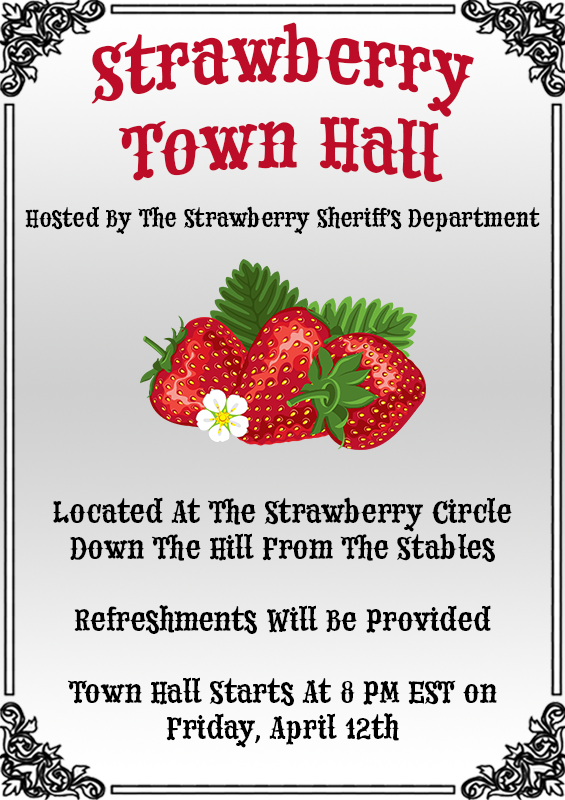 Strawberry
Town Hall
Hosted By The Strawberry Sheriff's Department
Located At The Strawberry Circle
Down The Hill From The Stables
Refreshments Will Be Provided
Town Hall Starts At 8 PM EST on
Friday, April 12th